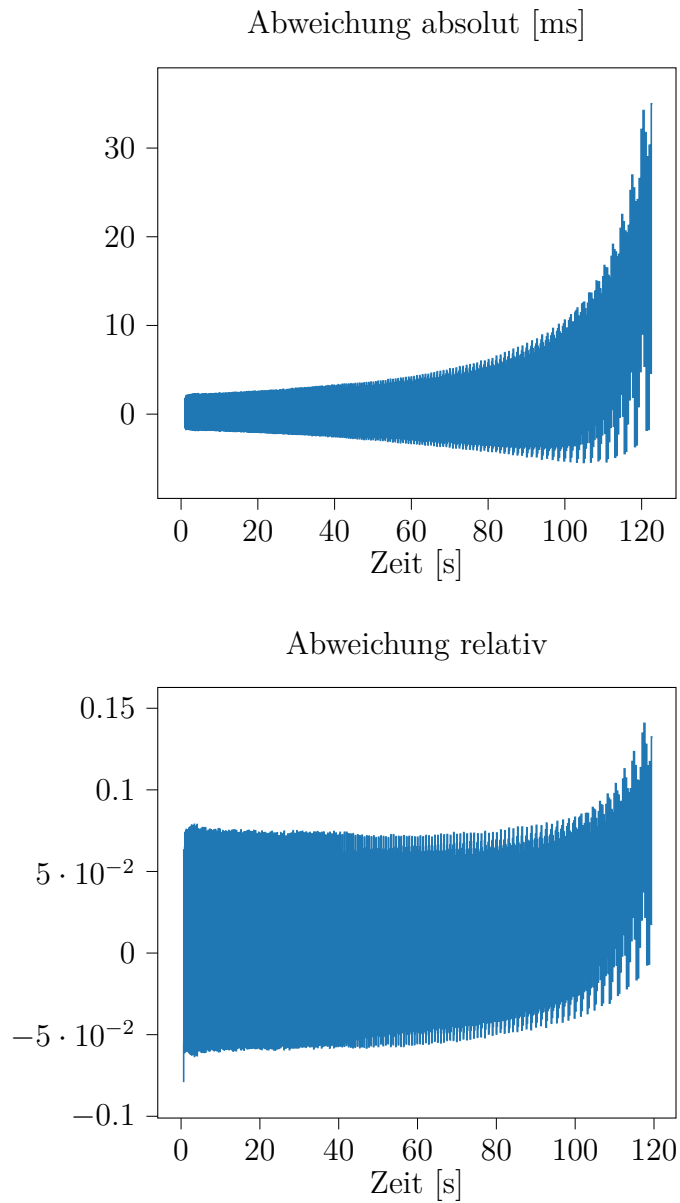 Abweichung absolut [ms]
30
20
10
0
0 20 40 60 80 100 120
Zeit [s]
Abweichung relativ
0.15
0.1
5 · 10⁻²
0
−5 · 10⁻²
−0.1
0 20 40 60 80 100 120
Zeit [s]